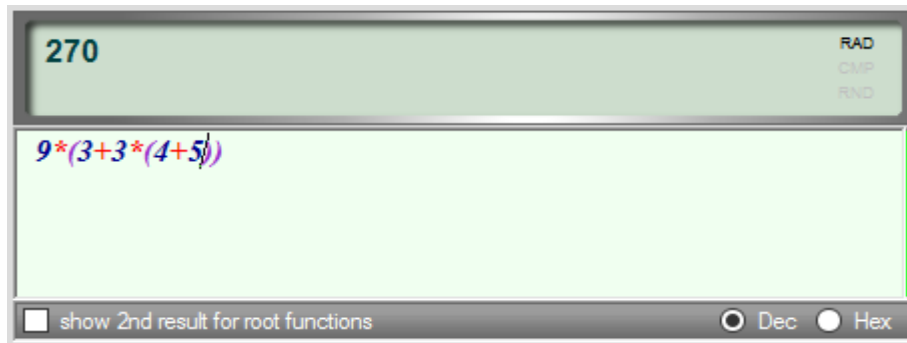 270
RAD
CMP
RND
9*(3+3*(4+5))
show 2nd result for root functions
Dec Hex